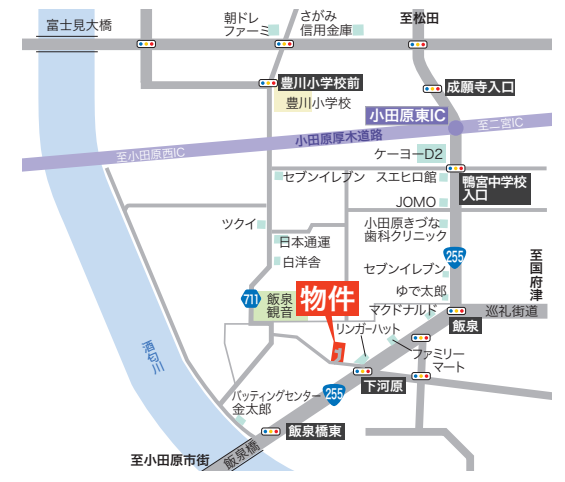 富士見大橋
朝ドレ
ファーミ
さがみ
信用金庫
至松田
豊川小学校前
豊川小学校
成願寺入口
小田原東IC
至二宮IC
小田原厚木道路
至小田原西IC
ケーヨーD2
セブンイレブン
スエヒロ館
鴨宮中学校
入口
JOMO
ツクイ
小田原きづな
歯科クリニック
日本通運
白洋舎
255
セブンイレブン
至国府津
ゆで太郎
711
飯泉
観音
物件
マクドナルド
巡礼街道
飯泉
リンガーハット
1
ファミリー
マート
酒匂川
下河原
バッティングセンター
金太郎
255
飯泉橋東
飯泉橋
至小田原市街